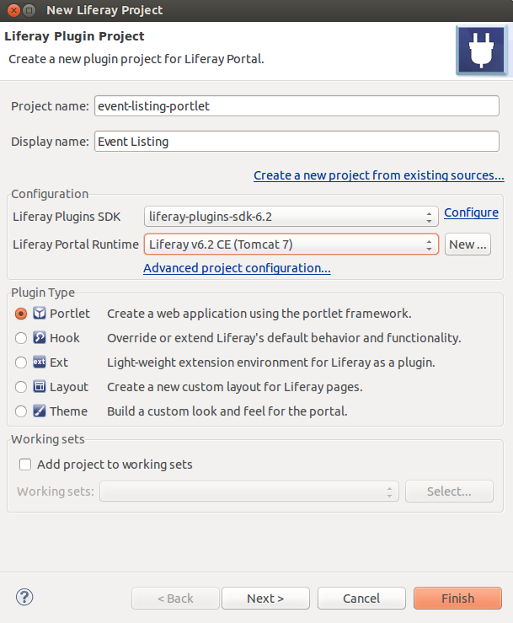 New Liferay Project
Liferay Plugin Project
Create a new plugin project for Liferay Portal.
Project name: event-listing-portlet
Display name: Event Listing
Create a new project from existing sources...
Configuration
Liferay Plugins SDK liferay-plugins-sdk-6.2 Configure
Liferay Portal Runtime Liferay v6.2 CE (Tomcat 7) New ...
Advanced project configuration...
Plugin Type
Portlet Create a web application using the portlet framework.
Hook Override or extend Liferay's default behavior and functionality.
ext Ext Light-weight extension environment for Liferay as a plugin.
Layout Create a new custom layout for Liferay pages.
Theme Build a custom look and feel for the portal.
Working sets
Add project to working sets
Working sets: Select...
? < Back Next > Cancel Finish